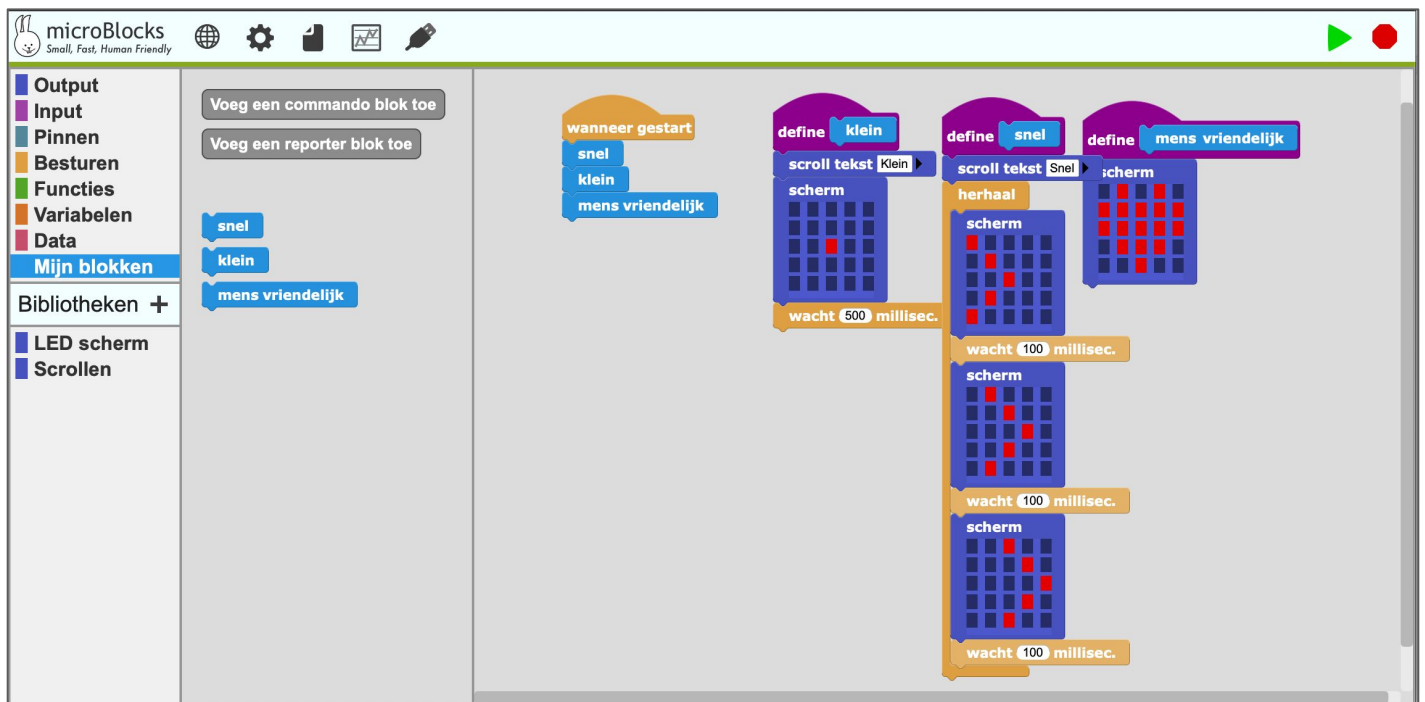 microBlocks
Small, Fast, Human Friendly
Output
Input
Pinnen
Besturen
Functies
Variabelen
Data
Mijn blokken
Bibliotheken +
LED scherm
Scrollen
Voeg een commando blok toe
Voeg een reporter blok toe
snel
klein
mens vriendelijk
wanneer gestart
snel
klein
mens vriendelijk
define klein
scroll tekst Klein
scherm
wacht 500 millisec.
define snel
scroll tekst Snel
herhaal
scherm
wacht 100 millisec.
scherm
wacht 100 millisec.
scherm
wacht 100 millisec.
define mens vriendelijk
scherm